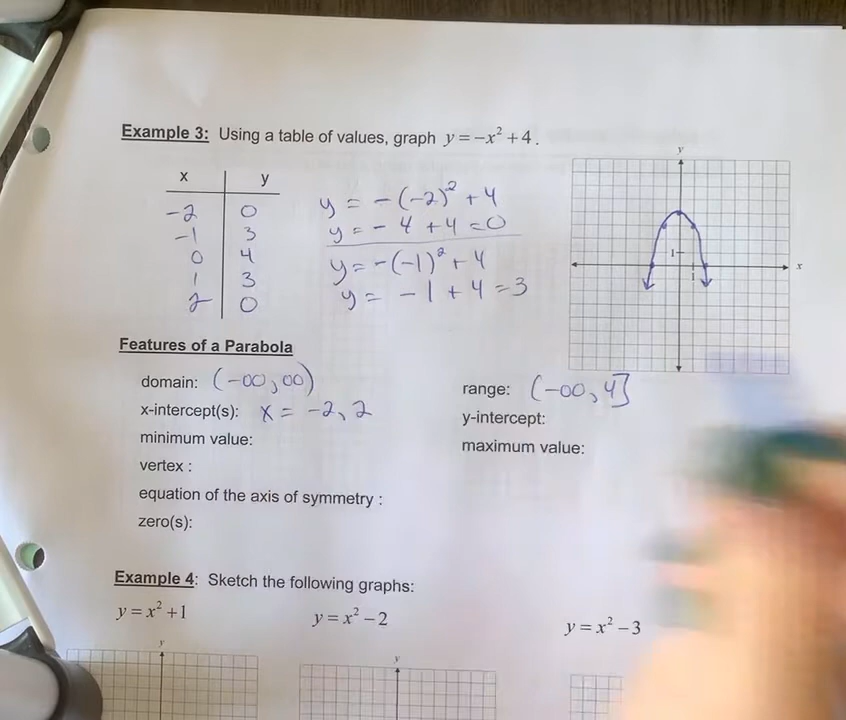 Example 3: Using a table of values, graph y = -x² + 4.
y
x y
-2 0
-1 3
0 4
1 3
2 0
y = -(-2)² + 4
y = - 4 + 4 = 0
y = -(-1)² + 4
y = - 1 + 4 = 3
1
1
x
Features of a Parabola
domain: (-∞, ∞)
range: (-∞, 4]
x-intercept(s): x = -2, 2
y-intercept:
minimum value:
maximum value:
vertex :
equation of the axis of symmetry :
zero(s):
Example 4: Sketch the following graphs:
y = x² + 1
y = x² - 2
y = x² - 3
y
y